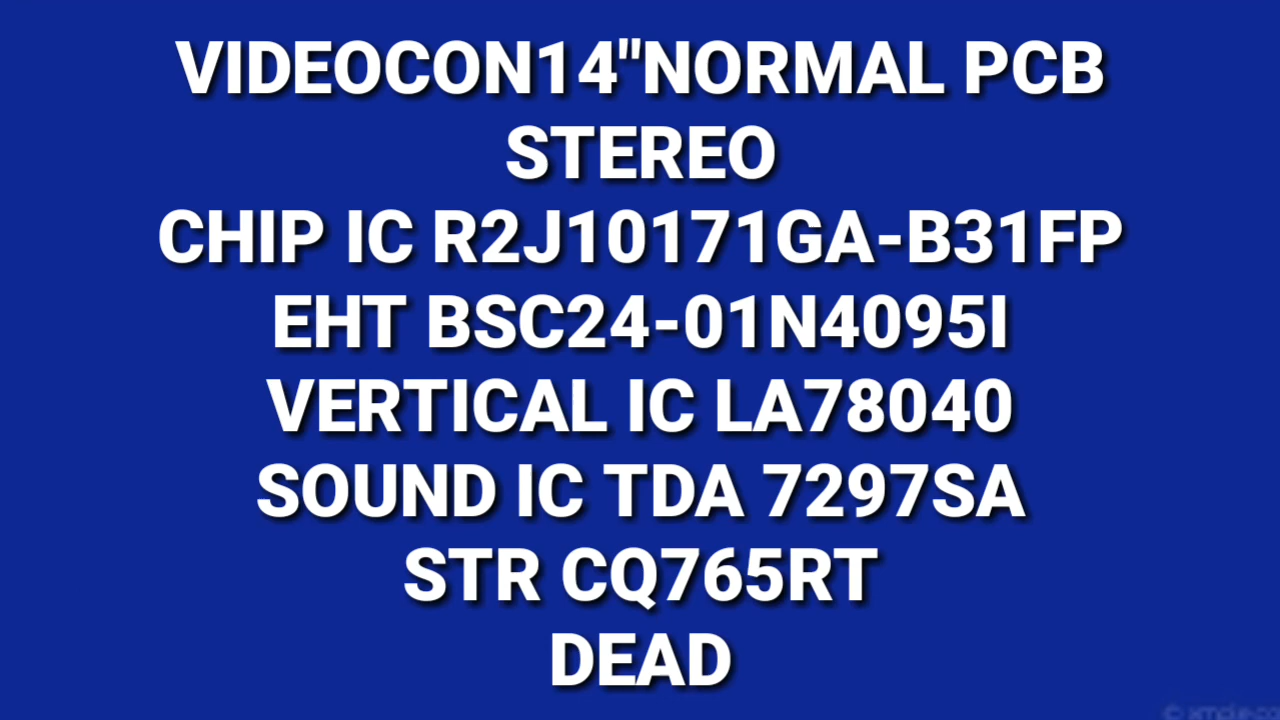 VIDEOCON14"NORMAL PCB
STEREO
CHIP IC R2J10171GA-B31FP
EHT BSC24-01N4095I
VERTICAL IC LA78040
SOUND IC TDA 7297SA
STR CQ765RT
DEAD